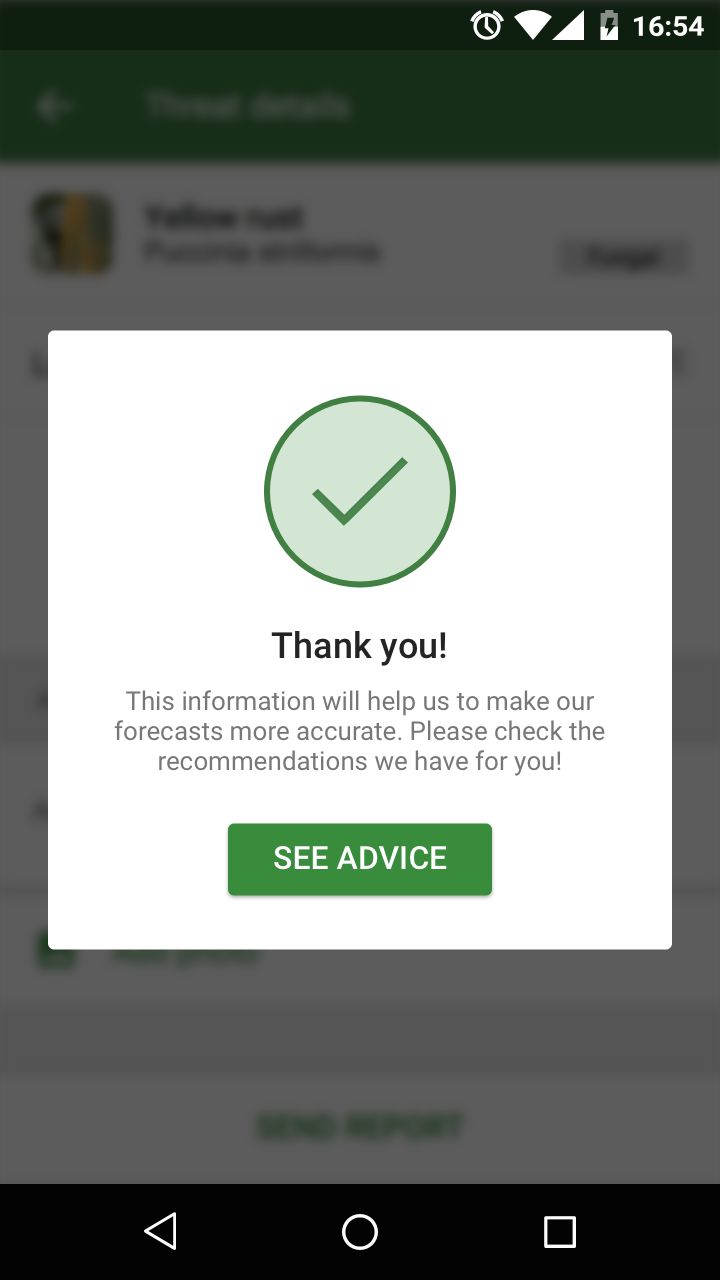 16:54
Threat details
Yellow rust
Puccinia striiformis
Fungal
Thank you!
This information will help us to make our
forecasts more accurate. Please check the
recommendations we have for you!
SEE ADVICE
Add photo
SEND REPORT